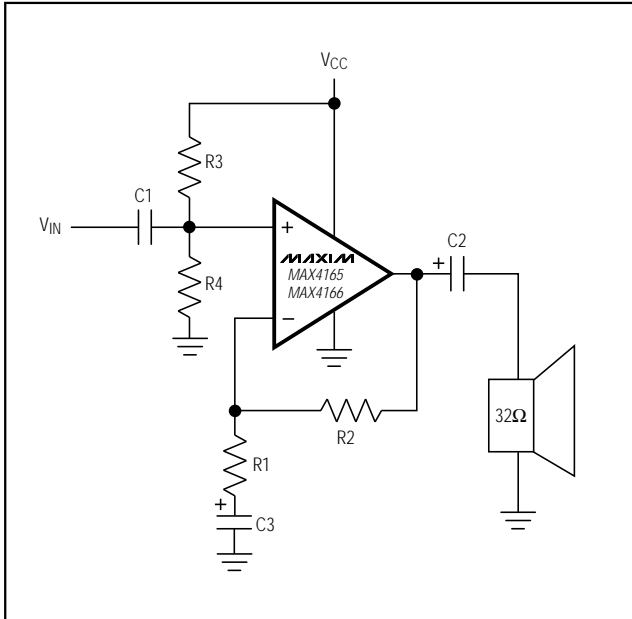 VCC
R3
C1
VIN
+
C2
MAXIM
+
MAX4165
R4
MAX4166
−
32Ω
R2
R1
+
C3